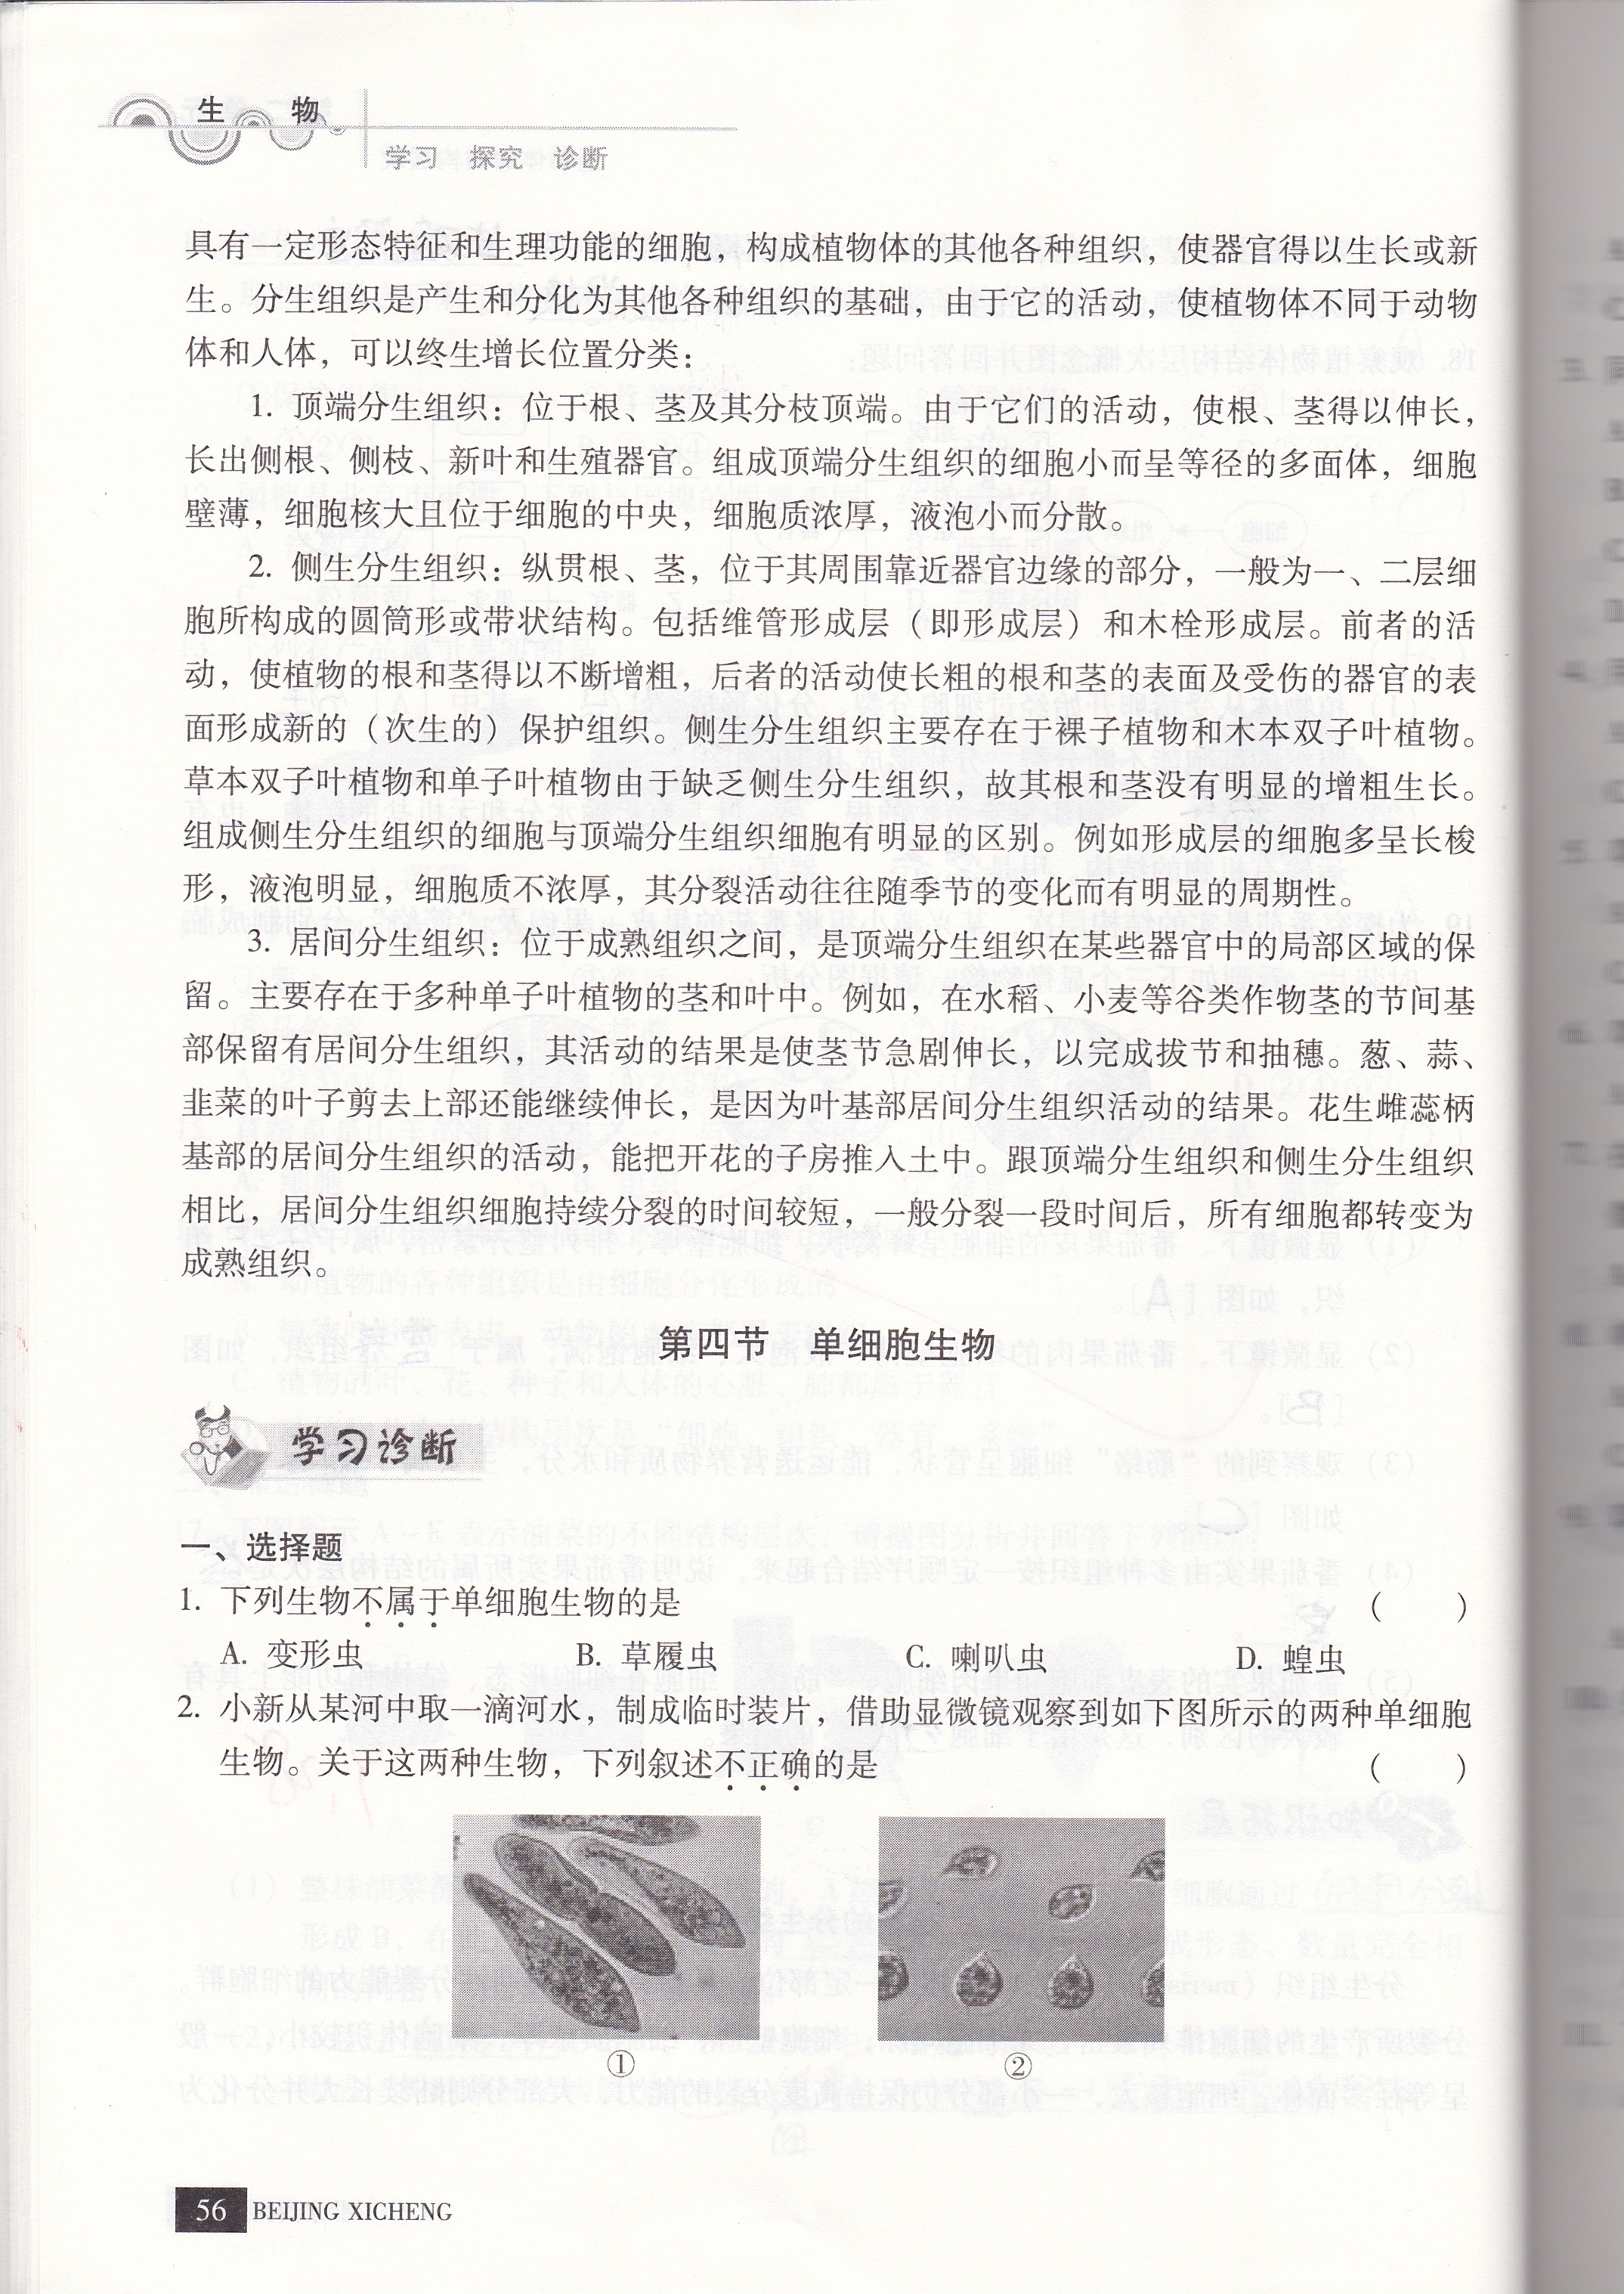 生 物
学习 探究 诊断
具有一定形态特征和生理功能的细胞，构成植物体的其他各种组织，使器官得以生长或新
生。分生组织是产生和分化为其他各种组织的基础，由于它的活动，使植物体不同于动物
体和人体，可以终生增长位置分类：
1. 顶端分生组织：位于根、茎及其分枝顶端。由于它们的活动，使根、茎得以伸长，
长出侧根、侧枝、新叶和生殖器官。组成顶端分生组织的细胞小而呈等径的多面体，细胞
壁薄，细胞核大且位于细胞的中央，细胞质浓厚，液泡小而分散。
2. 侧生分生组织：纵贯根、茎，位于其周围靠近器官边缘的部分，一般为一、二层细
胞所构成的圆筒形或带状结构。包括维管形成层（即形成层）和木栓形成层。前者的活
动，使植物的根和茎得以不断增粗，后者的活动使长粗的根和茎的表面及受伤的器官的表
面形成新的（次生的）保护组织。侧生分生组织主要存在于裸子植物和木本双子叶植物。
草本双子叶植物和单子叶植物由于缺乏侧生分生组织，故其根和茎没有明显的增粗生长。
组成侧生分生组织的细胞与顶端分生组织细胞有明显的区别。例如形成层的细胞多呈长梭
形，液泡明显，细胞质不浓厚，其分裂活动往往随季节的变化而有明显的周期性。
3. 居间分生组织：位于成熟组织之间，是顶端分生组织在某些器官中的局部区域的保
留。主要存在于多种单子叶植物的茎和叶中。例如，在水稻、小麦等谷类作物茎的节间基
部保留有居间分生组织，其活动的结果是使茎节急剧伸长，以完成拔节和抽穗。葱、蒜、
韭菜的叶子剪去上部还能继续伸长，是因为叶基部居间分生组织活动的结果。花生雌蕊柄
基部的居间分生组织的活动，能把开花的子房推入土中。跟顶端分生组织和侧生分生组织
相比，居间分生组织细胞持续分裂的时间较短，一般分裂一段时间后，所有细胞都转变为
成熟组织。
第四节 单细胞生物
学习诊断
一、选择题
1. 下列生物不属于单细胞生物的是 （ ）
A. 变形虫 B. 草履虫 C. 喇叭虫 D. 蝗虫
2. 小新从某河中取一滴河水，制成临时装片，借助显微镜观察到如下图所示的两种单细胞
生物。关于这两种生物，下列叙述不正确的是 （ ）
① ②
56 BEIJING XICHENG